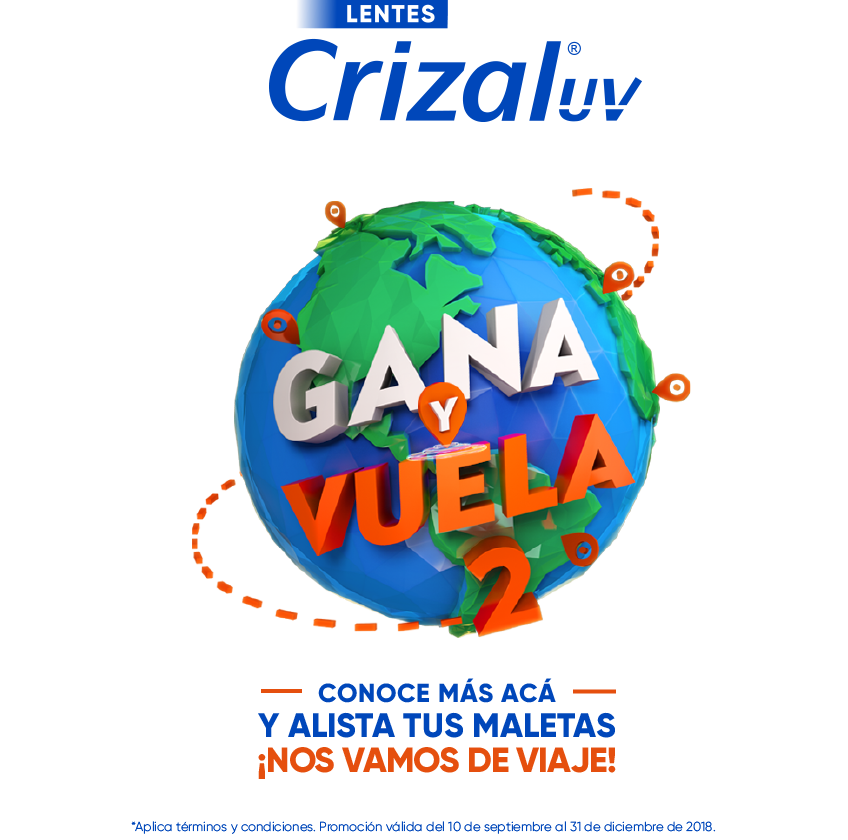 LENTES
Crizal® UV
GANA
Y
VUELA
2
CONOCE MÁS ACÁ
Y ALISTA TUS MALETAS
¡NOS VAMOS DE VIAJE!
*Aplica términos y condiciones. Promoción válida del 10 de septiembre al 31 de diciembre de 2018.